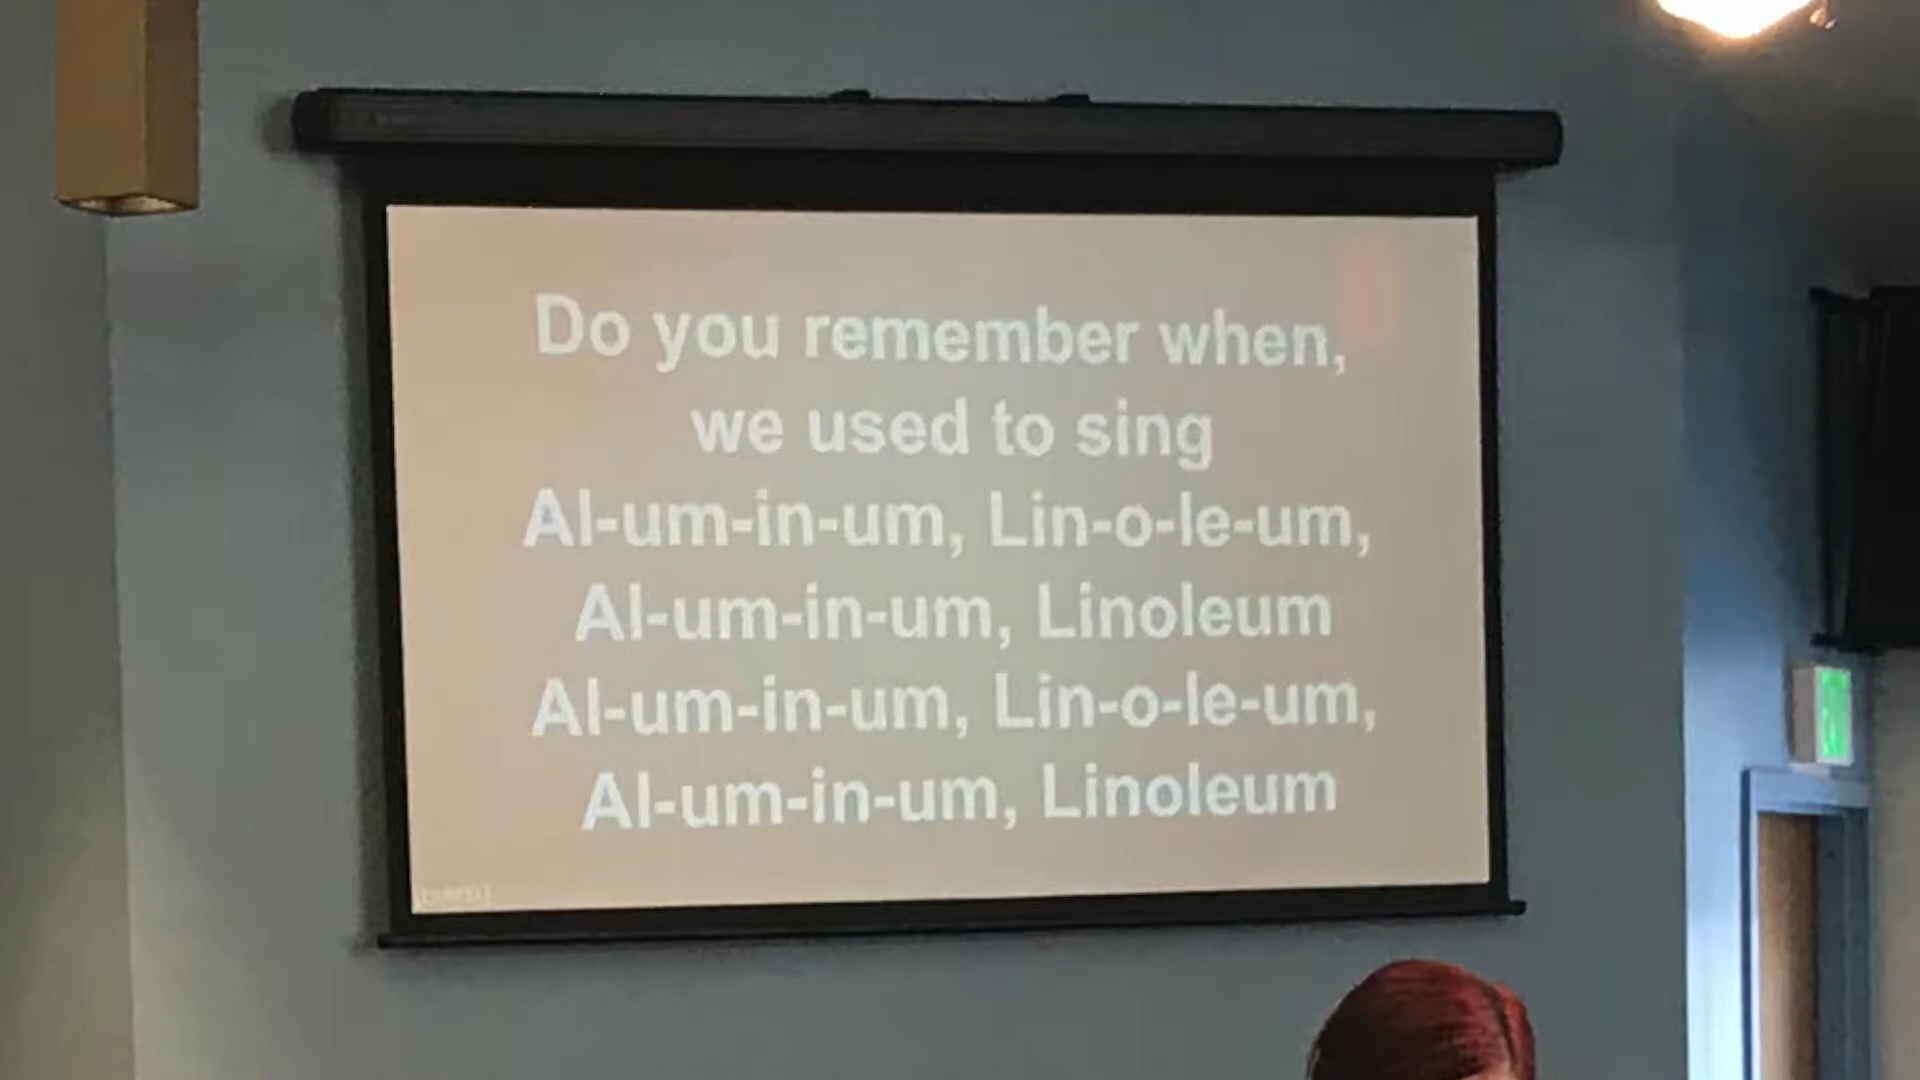 Do you remember when,
we used to sing
Al-um-in-um, Lin-o-le-um,
Al-um-in-um, Linoleum
Al-um-in-um, Lin-o-le-um,
Al-um-in-um, Linoleum